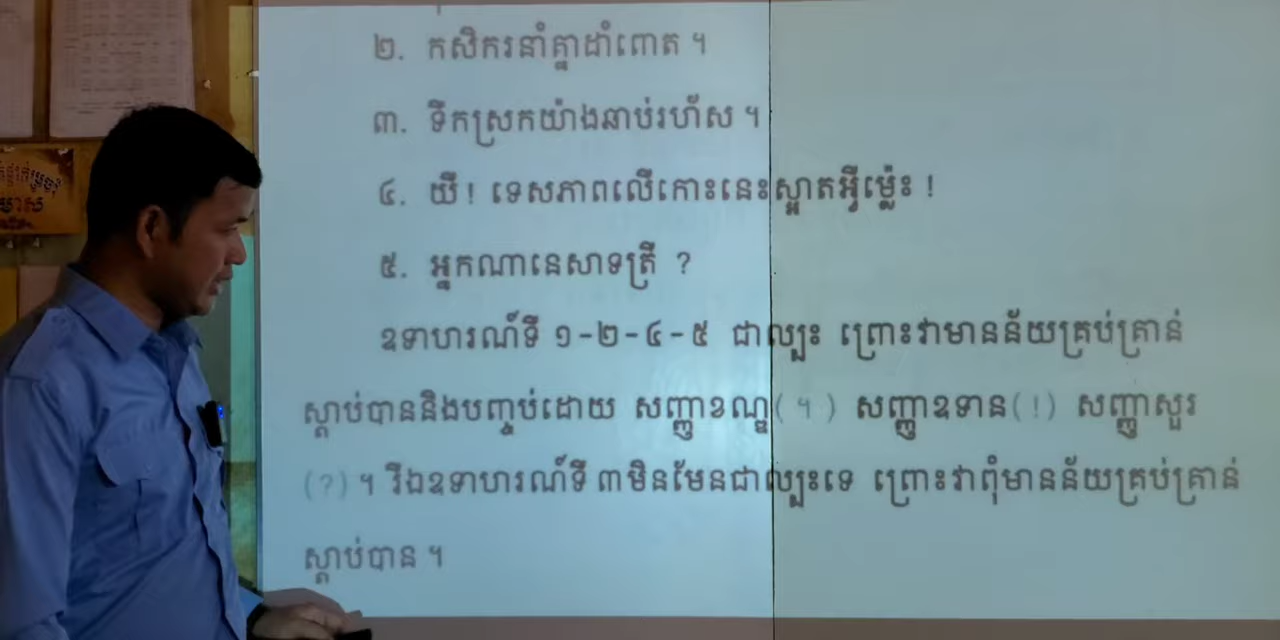 ២. កសិករនាំគ្នាដាំពោត ។
៣. ទឹកស្រកយ៉ាងឆាប់រហ័ស ។
៤. យី ! ទេសភាពលើកោះនេះស្អាតអ្វីម្ល៉េះ !
៥. អ្នកណានេសាទត្រី ?
ឧទាហរណ៍ទី ១-២-៤-៥ ជាល្បះ ព្រោះវាមានន័យគ្រប់គ្រាន់
ស្តាប់បាននិងបញ្ចប់ដោយ សញ្ញាខណ្ឌ( ។ ) សញ្ញាឧទាន(!) សញ្ញាសួរ
(?) ។ រីឯឧទាហរណ៍ទី ៣មិនមែនជាល្បះទេ ព្រោះវាពុំមានន័យគ្រប់គ្រាន់
ស្តាប់បាន ។